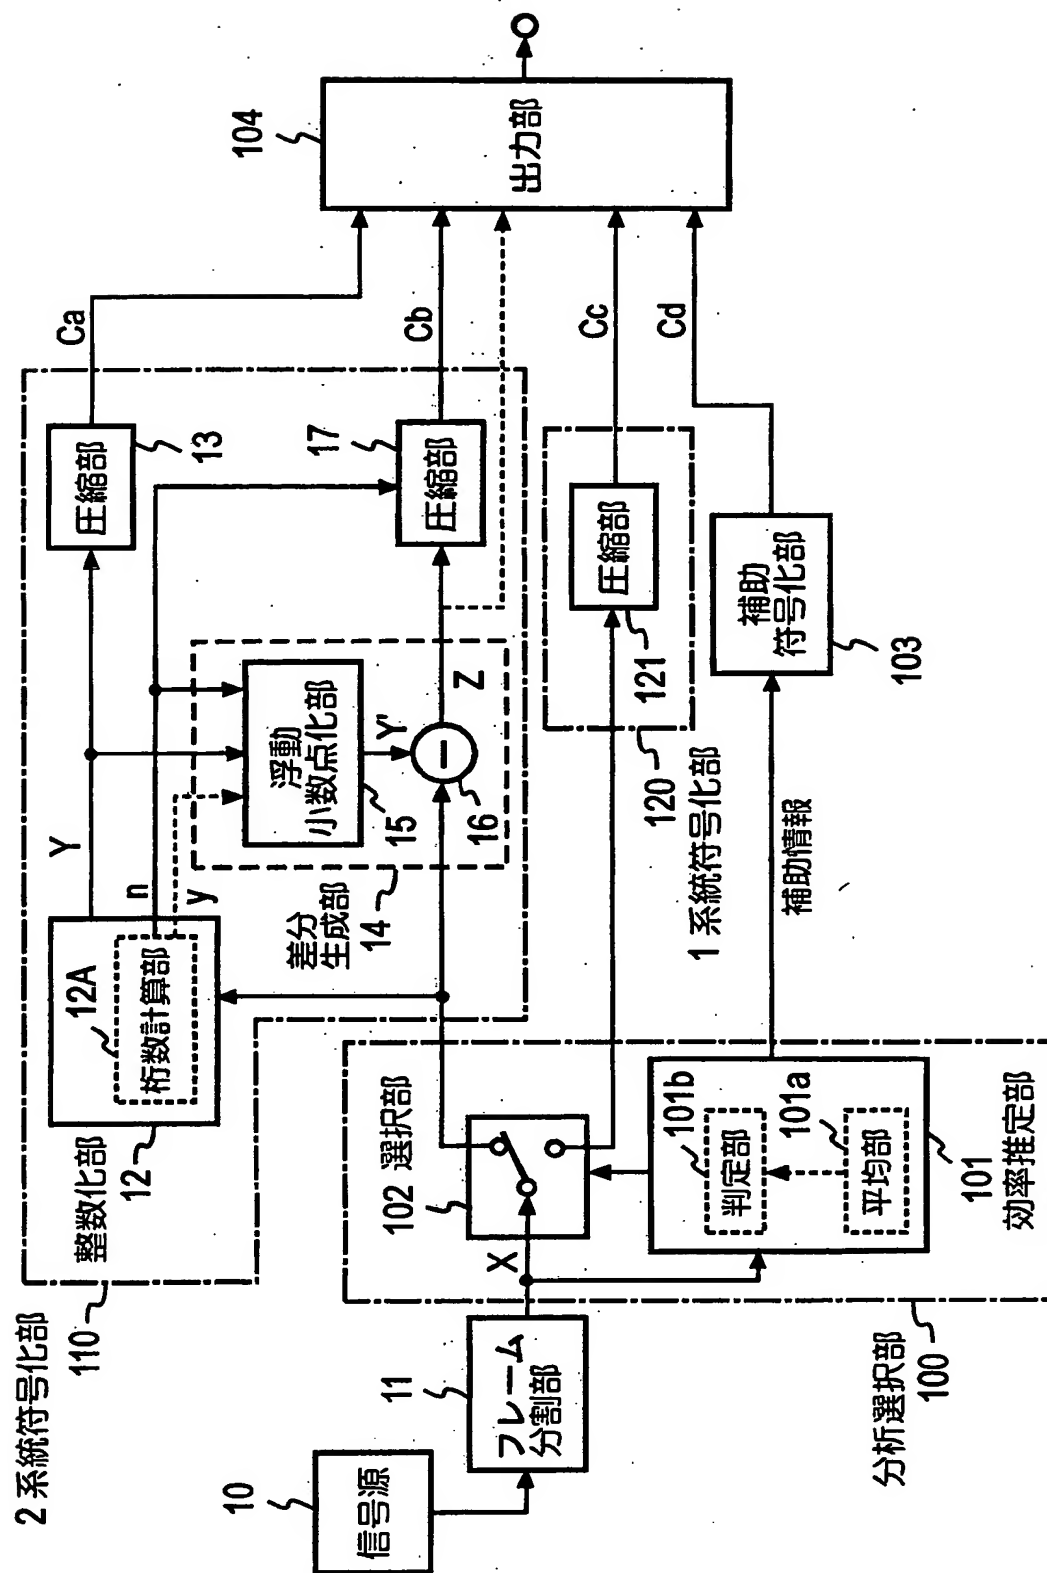 2系統符号化部
110
整数化部
12
12A
桁数計算部
Y
n
y
圧縮部
13
Ca
差分
生成部
14
浮動
小数点化部
15
Y'
16
Z
17
圧縮部
Cb
104
出力部
10
信号源
11
フレーム
分割部
X
102 選択部
101b
判定部
101a
平均部
101
効率推定部
分析選択部
100
1系統符号化部
120
121
圧縮部
Cc
補助情報
補助
符号化部
103
Cd